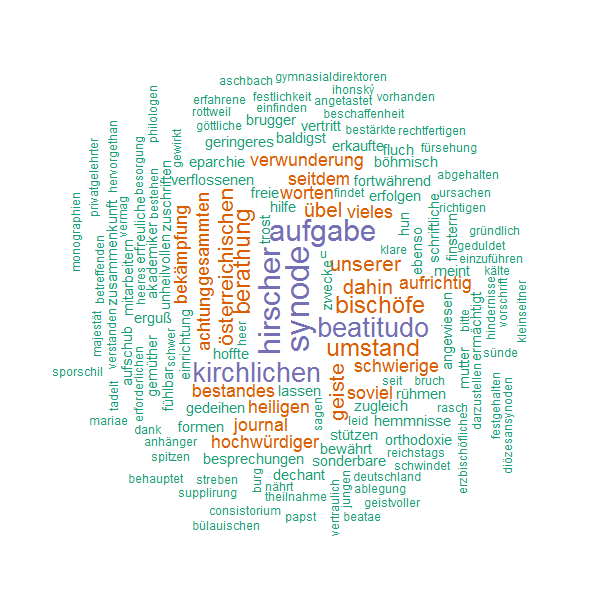 aschbach
gymnasialdirektoren
ihonský
erfahrene
festlichkeit
angetastet
vorhanden
rottweil
einfinden
beschaffenheit
göttliche
brugger
vertritt
bestärkte
rechtfertigen
geringeres
baldigst
erkaufte
fluch
fürsehung
philologen
gewirkt
eparchie
verwunderung
böhmisch
verflossenen
seitdem
fortwährend
abgehalten
hervorgethan
privatgelehrter
besorgung
bestehen
zuschriften
freie
worten
findet
erfolgen
ursachen
monographien
vermag
zusammenkunft
erfreuliche
akademiker
unheilvollen
bekämpfung
achtunggesammten
österreichischen
berathung
hilfe
übel
vieles
richtigen
trost
aufgabe
hun
ebenso
schriftliche
finstern
gründlich
geduldet
klare
einzuführen
betreffenden
mitarbeitern
heeres
hirscher
synode
zwecke
unserer
meint
kälte
dahin
aufrichtig
hindernisse
vorschrift
bischöfe
angewiesen
ermächtigt
bitte
kleinseither
majestät
verstanden
aufschub
erguß
schwer
einrichtung
heer
beatitudo
umstand
mutter
sünde
hoffte
sporschil
tadelt
erforderlichen
gemüther
fühlbar
kirchlichen
schwierige
darzustellen
festgehalten
diözesansynoden
bestandes
lassen
geiste
seit
bruch
soviel
rühmen
mariae
gedeihen
heiligen
sagen
zugleich
rasch
erzbischöflicher
dank
formen
journal
leid
hemmnisse
anhänger
hochwürdiger
stützen
orthodoxie
spitzen
besprechungen
bewährt
sonderbare
reichstags
schwindet
behauptet
streben
burg
dechant
nährt
deutschland
supplirung
theilnahme
vertraulich
jungen
ablegung
geistvoller
consistorium
papst
beatae
bülauischen